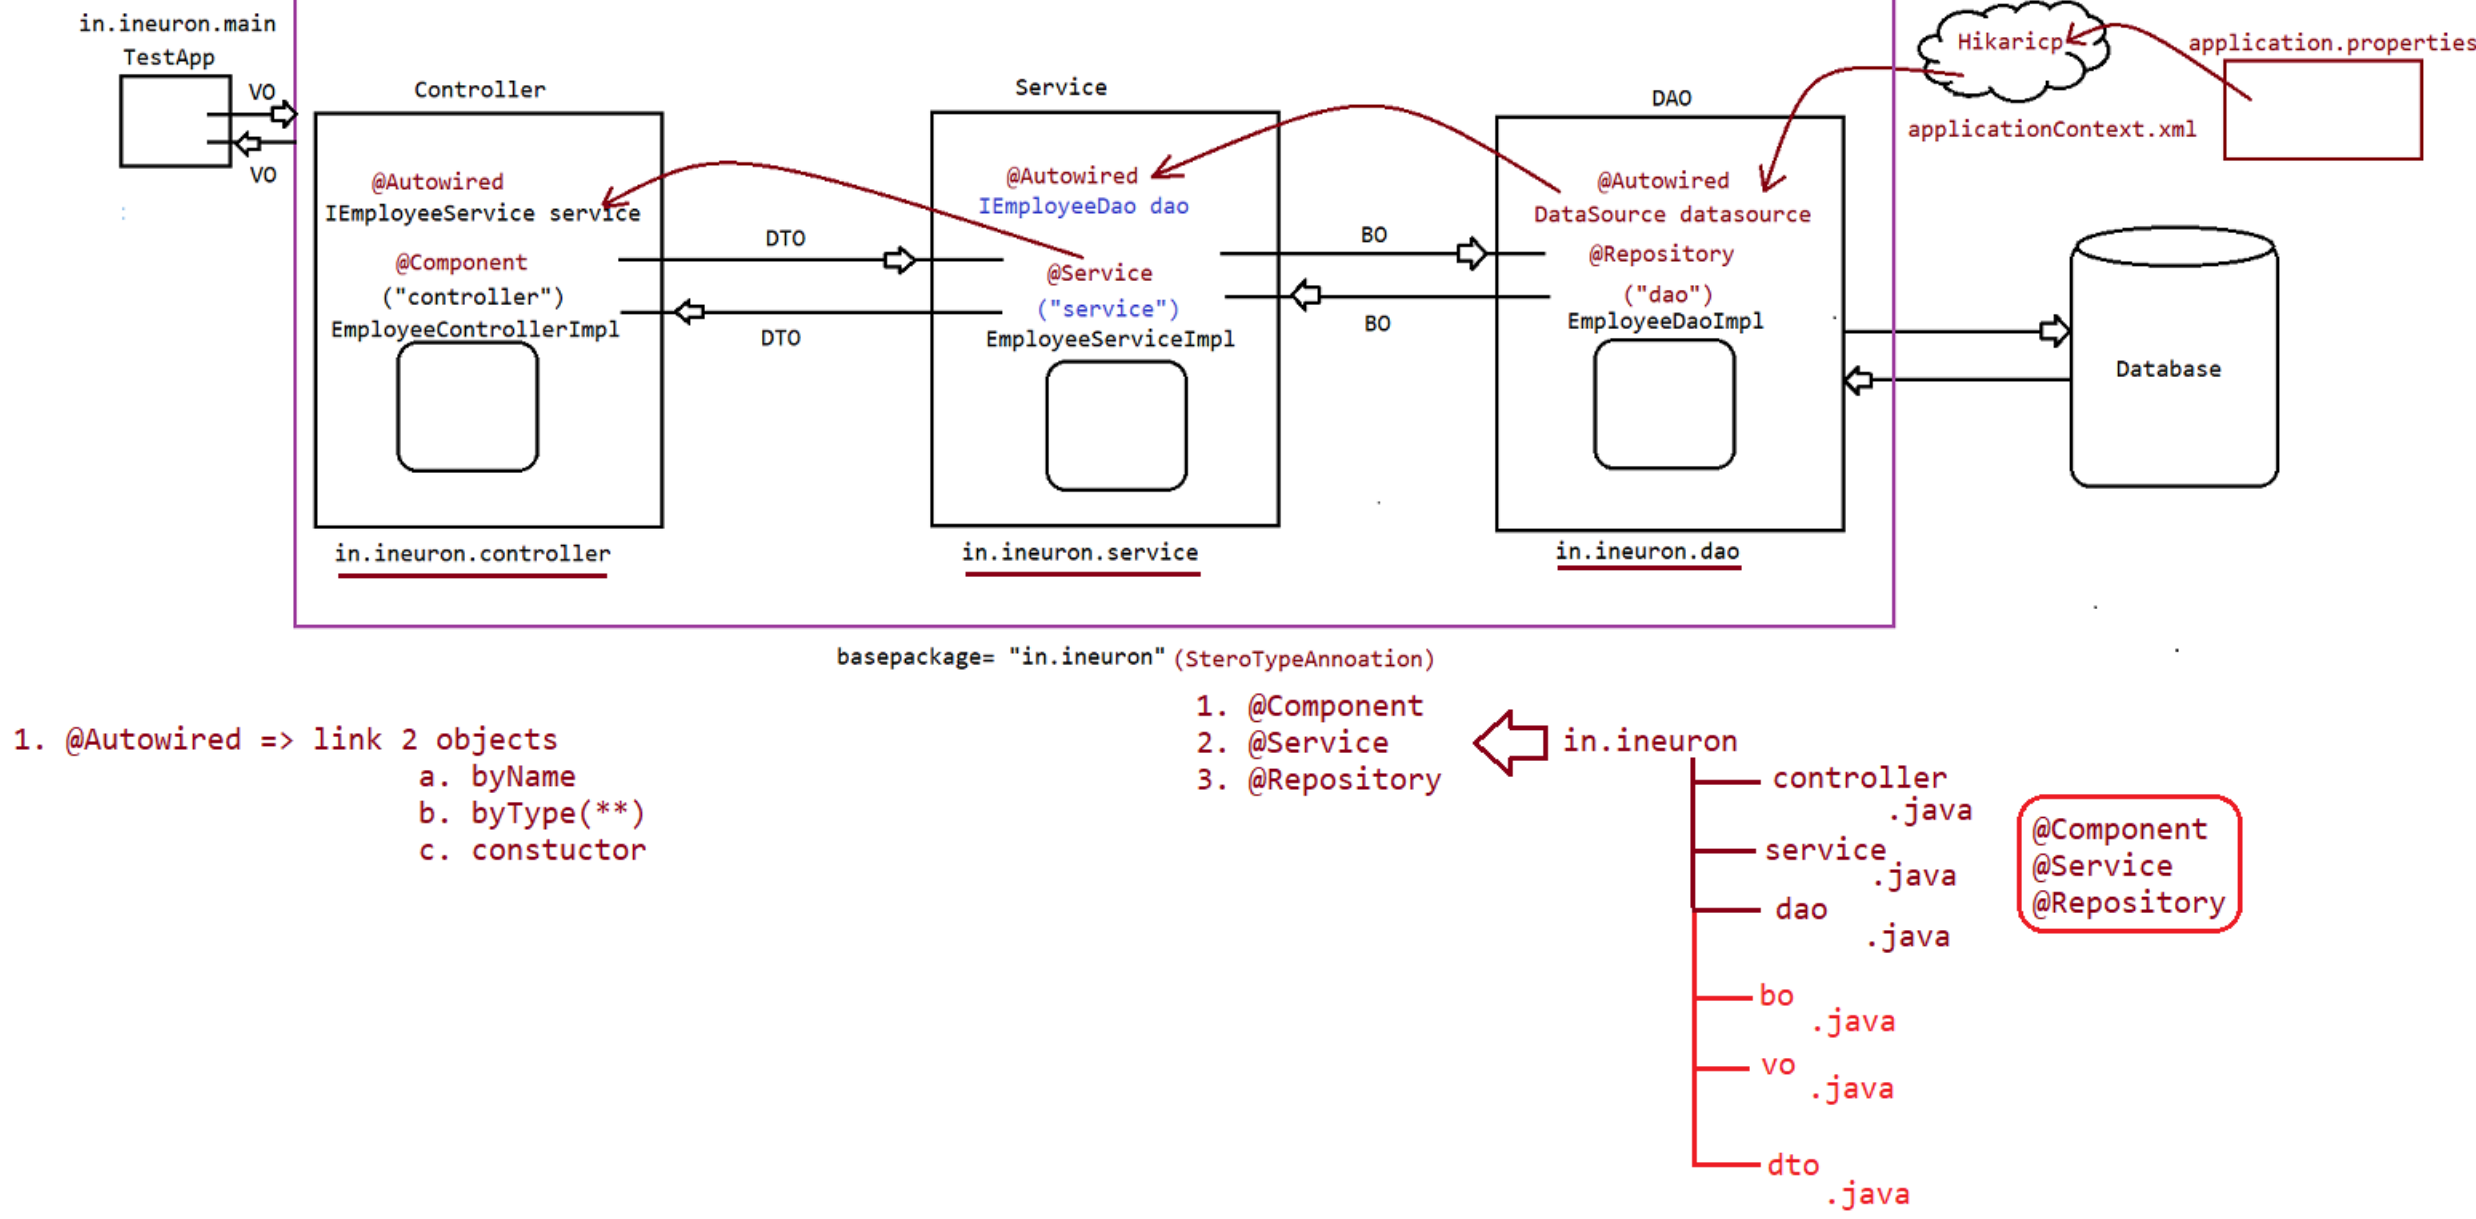 in.ineuron.main
TestApp
VO
VO
Controller
@Autowired
IEmployeeService service
@Component
("controller")
EmployeeControllerImpl
in.ineuron.controller
DTO
DTO
Service
@Autowired
IEmployeeDao dao
@Service
("service")
EmployeeServiceImpl
in.ineuron.service
BO
BO
DAO
@Autowired
DataSource datasource
@Repository
("dao")
EmployeeDaoImpl
in.ineuron.dao
Hikaricp
applicationContext.xml
application.properties
Database
basepackage= "in.ineuron" (SteroTypeAnnoation)
1. @Component
2. @Service
3. @Repository
1. @Autowired => link 2 objects
a. byName
b. byType(**)
c. constuctor
in.ineuron
controller
.java
service
.java
dao
.java
bo
.java
vo
.java
dto
.java
@Component
@Service
@Repository